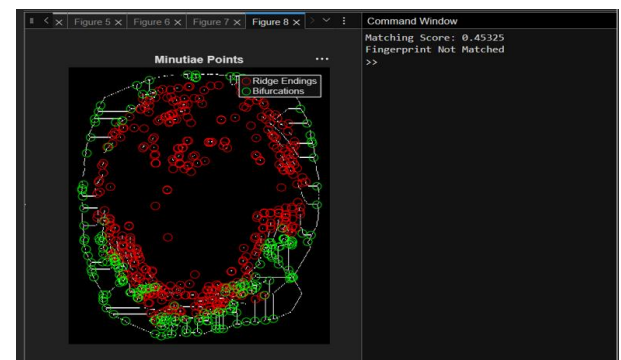 Figure 5 × Figure 6 × Figure 7 × Figure 8 ×
Command Window
Minutiae Points
Ridge Endings
Bifurcations
Matching Score: 0.45325
Fingerprint Not Matched
>>